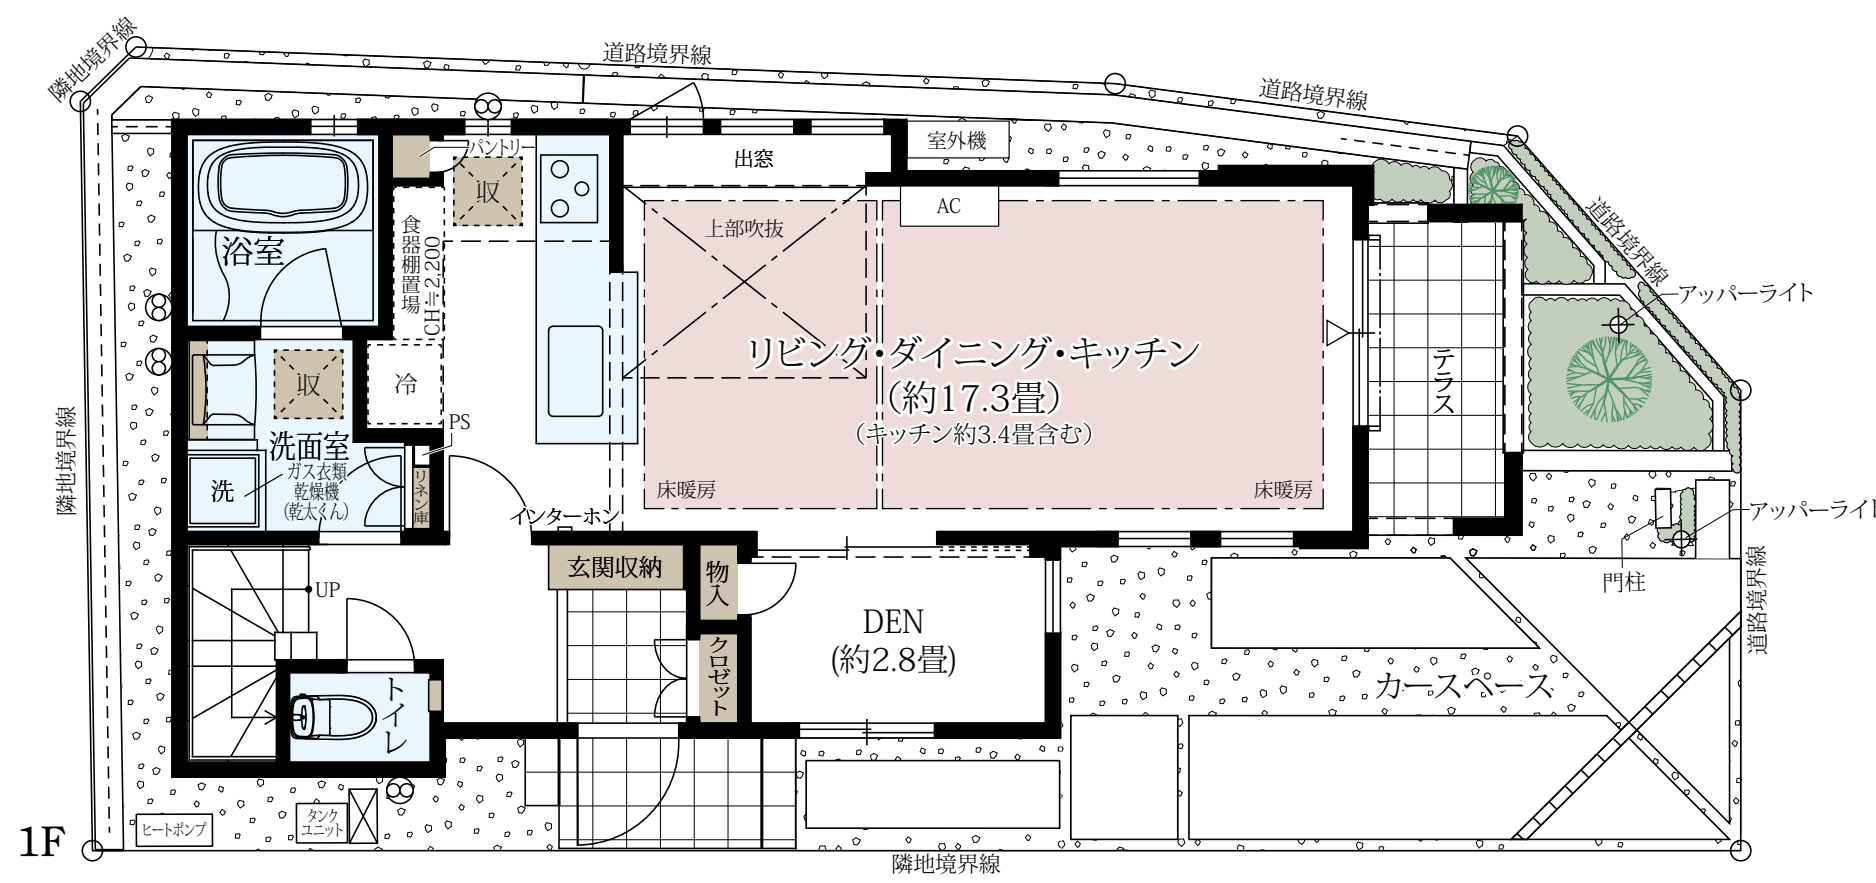 隣地境界線
道路境界線
道路境界線
道路境界線
アッパーライト
アッパーライト
門柱
道路境界線
カースペース
隣地境界線
隣地境界線
室外機
出窓
AC
上部吹抜
パントリー
収
食器棚置場
CH≒2,200
浴室
収
冷
PS
洗面室
洗
ガス衣類
乾燥機
(乾太くん)
リネン庫
リビング・ダイニング・キッチン
(約17.3畳)
(キッチン約3.4畳含む)
床暖房
床暖房
テラス
インターホン
玄関収納
物入
クロゼット
DEN
(約2.8畳)
UP
トイレ
ヒートポンプ
タンク
ユニット
1F